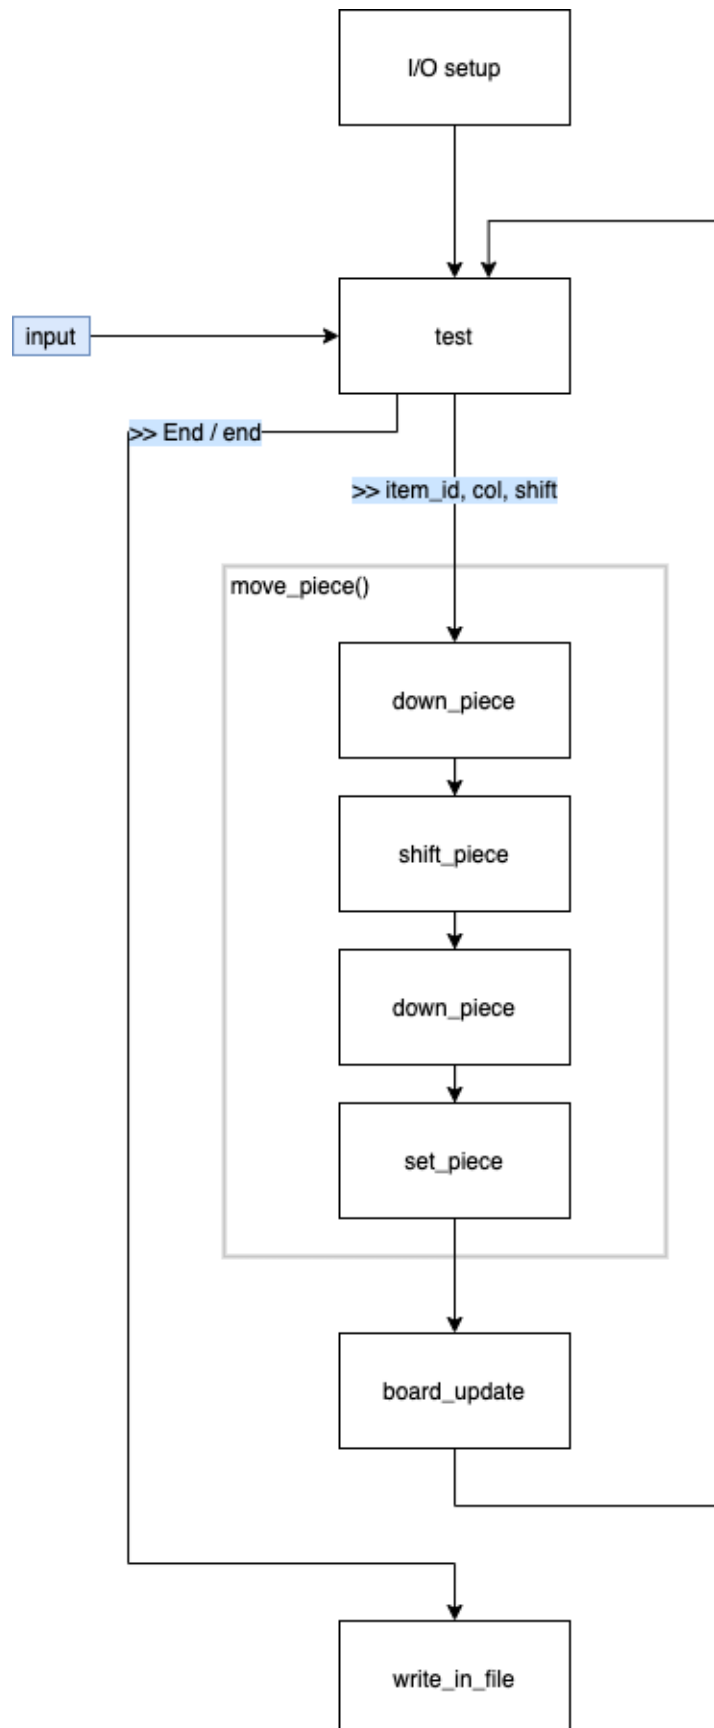 I/O setup
input
test
>> End / end
>> item_id, col, shift
move_piece()
down_piece
shift_piece
down_piece
set_piece
board_update
write_in_file